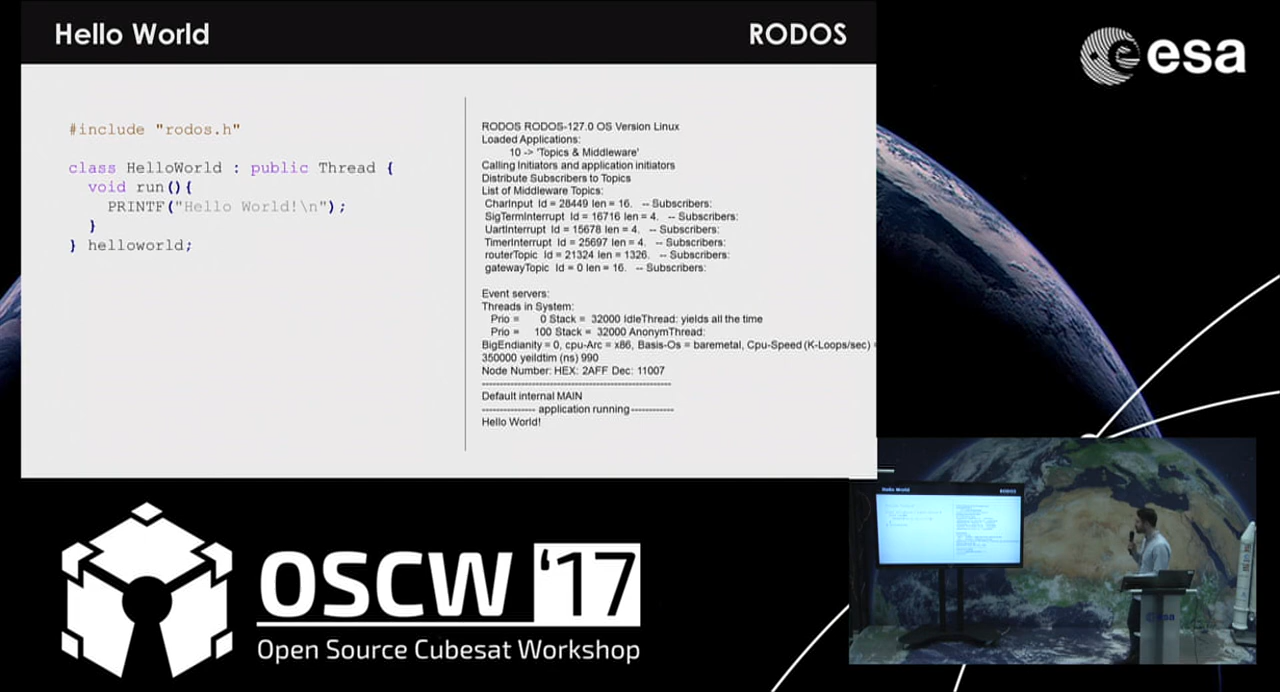 Hello World
RODOS
esa
#include "rodos.h"
class HelloWorld : public Thread {
void run(){
PRINTF("Hello World!\n");
}
} helloworld;
RODOS RODOS-127.0 OS Version Linux
Loaded Applications:
10 -> 'Topics & Middleware'
Calling Initiators and application initiators
Distribute Subscribers to Topics
List of Middleware Topics:
CharInput Id = 28449 len = 16. -- Subscribers:
SigTermInterrupt Id = 16716 len = 4. -- Subscribers:
UartInterrupt Id = 15678 len = 4. -- Subscribers:
TimerInterrupt Id = 25697 len = 4. -- Subscribers:
routerTopic Id = 21324 len = 1326. -- Subscribers:
gatewayTopic Id = 0 len = 16. -- Subscribers:
Event servers:
Threads in System:
Prio = 0 Stack = 32000 IdleThread: yields all the time
Prio = 100 Stack = 32000 AnonymThread:
BigEndianity = 0, cpu-Arc = x86, Basis-Os = baremetal, Cpu-Speed (K-Loops/sec) =
350000 yeildtim (ns) 990
Node Number: HEX: 2AFF Dec: 11007
-----------------------------------------------------
Default internal MAIN
--------------- application running ------------
Hello World!
Hello World
RODOS
esa
OSCW '17
Open Source Cubesat Workshop